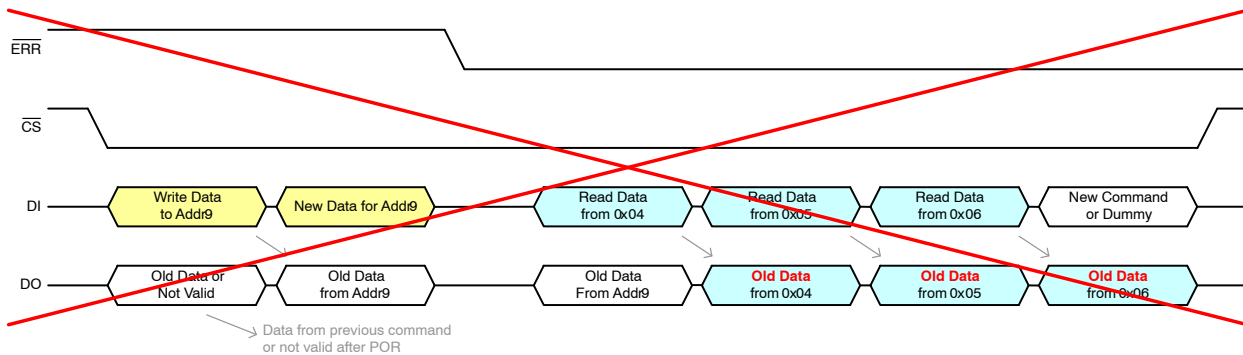 ERR
CS
DI
Write Data
to Addr9
New Data for Addr9
Read Data
from 0x04
Read Data
from 0x05
Read Data
from 0x06
New Command
or Dummy
DO
Old Data or
Not Valid
Old Data
from Addr9
Old Data
From Addr9
Old Data
from 0x04
Old Data
from 0x05
Old Data
from 0x06
Data from previous command
or not valid after POR